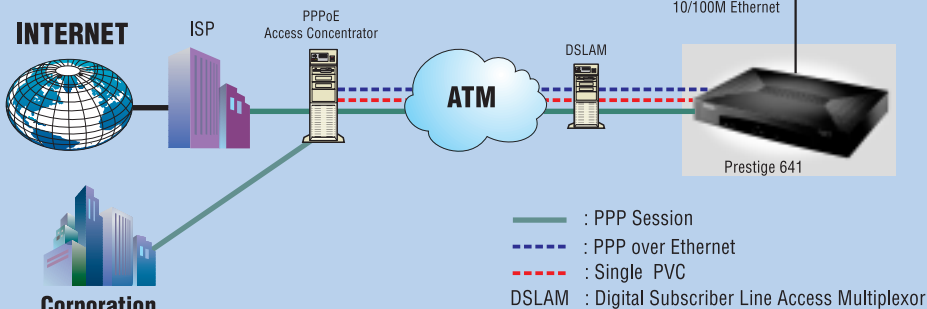 10/100M Ethernet
PPPoE
Access Concentrator
ISP
INTERNET
DSLAM
ATM
Prestige 641
: PPP Session
: PPP over Ethernet
: Single PVC
DSLAM : Digital Subscriber Line Access Multiplexor
Corporation